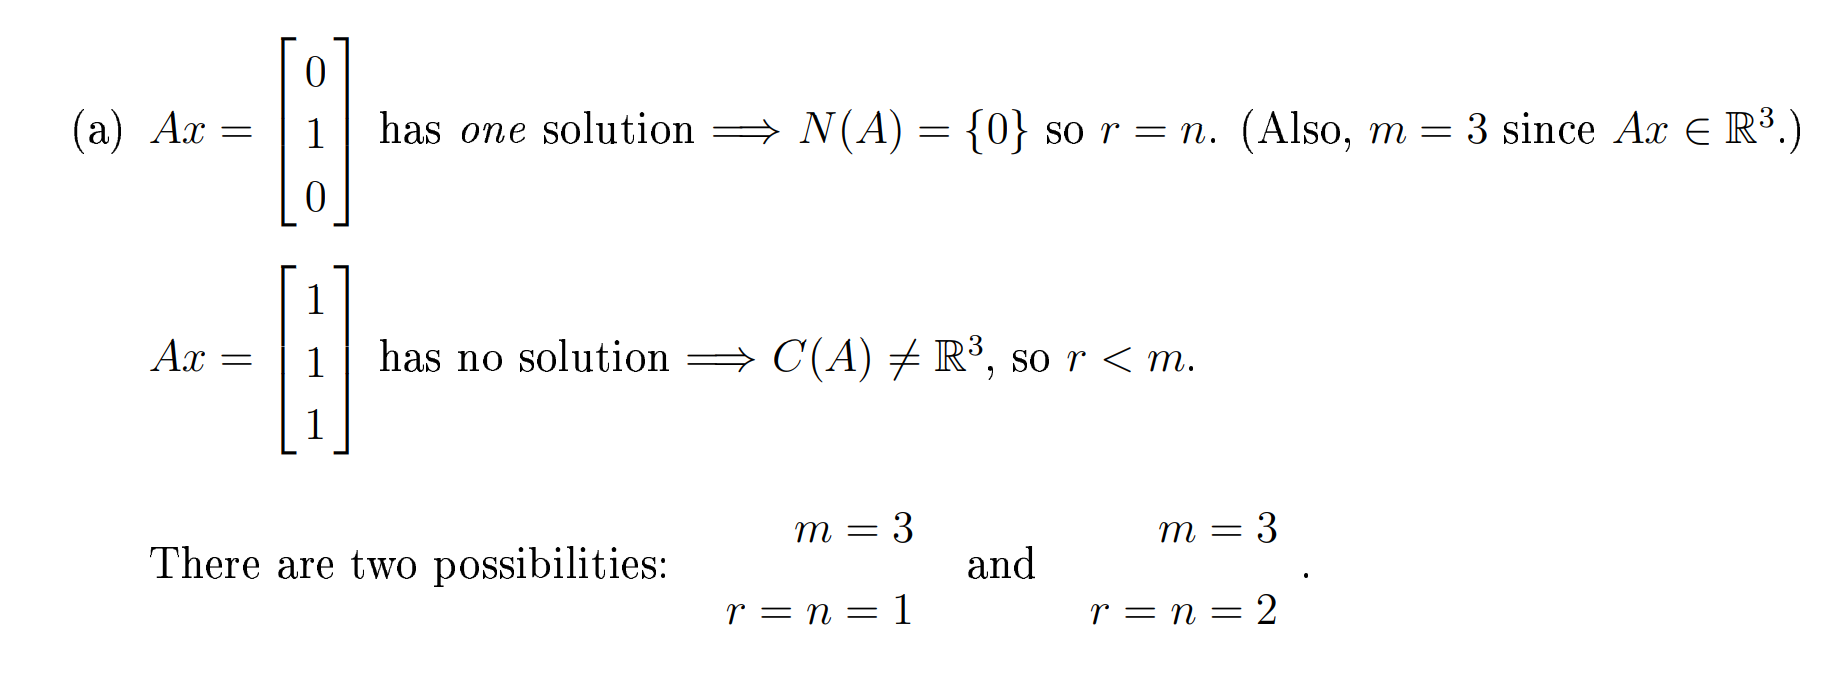 (a) Ax = [0 1 0] has one solution ⟹ N(A) = {0} so r = n. (Also, m = 3 since Ax ∈ ℝ³.)
Ax = [1 1 1] has no solution ⟹ C(A) ≠ ℝ³, so r < m.
There are two possibilities: m = 3 r = n = 1 and m = 3 r = n = 2 .